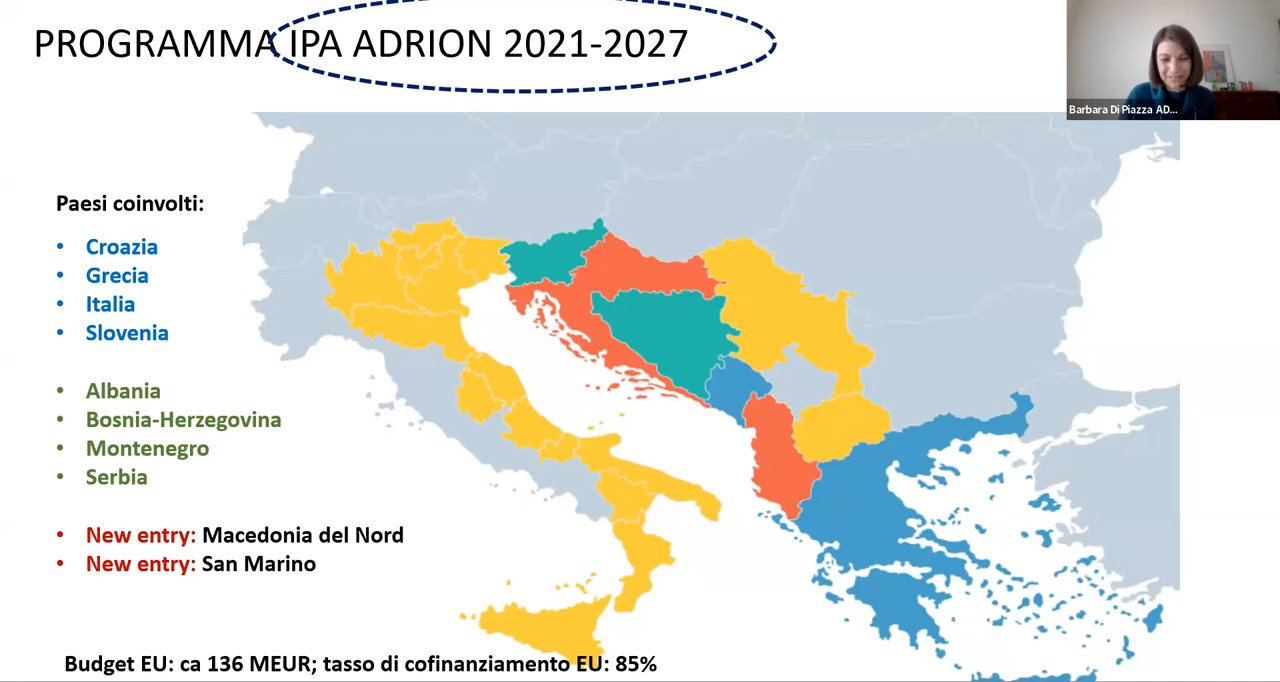 PROGRAMMA IPA ADRION 2021-2027
Barbara Di Piazza AD...
Paesi coinvolti:
• Croazia
• Grecia
• Italia
• Slovenia
• Albania
• Bosnia-Herzegovina
• Montenegro
• Serbia
• New entry: Macedonia del Nord
• New entry: San Marino
Budget EU: ca 136 MEUR; tasso di cofinanziamento EU: 85%